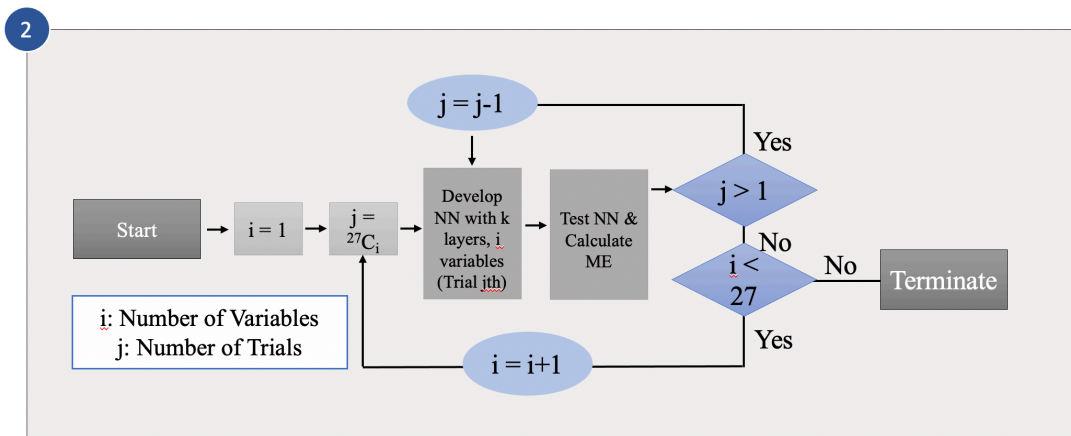 2
j = j-1
Yes
Start
i = 1
j =
²⁷Cᵢ
Develop
NN with k
layers, i
variables
(Trial jth)
Test NN &
Calculate
ME
j > 1
No
i <
27
No
Terminate
Yes
i = i+1
i: Number of Variables
j: Number of Trials